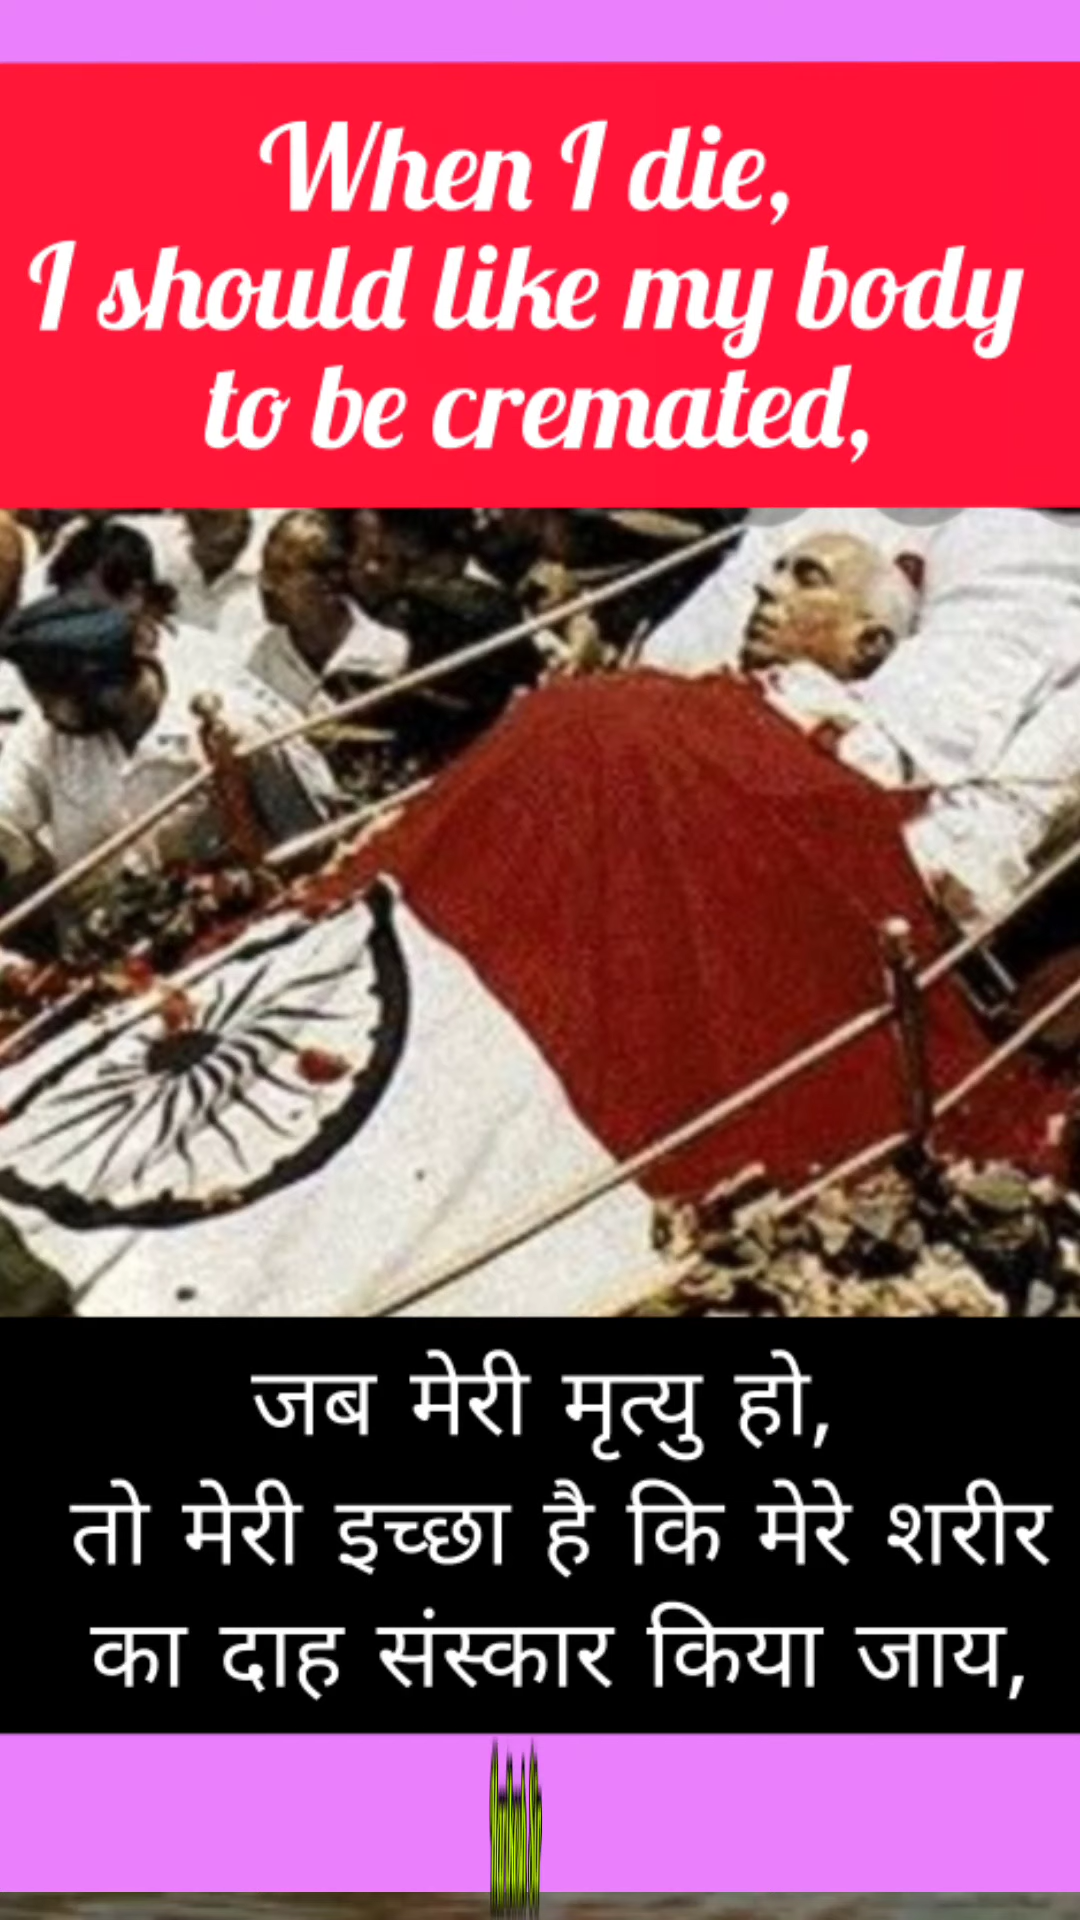 When I die,
I should like my body
to be cremated,
जब मेरी मृत्यु हो,
तो मेरी इच्छा है कि मेरे शरीर
का दाह संस्कार किया जाय,